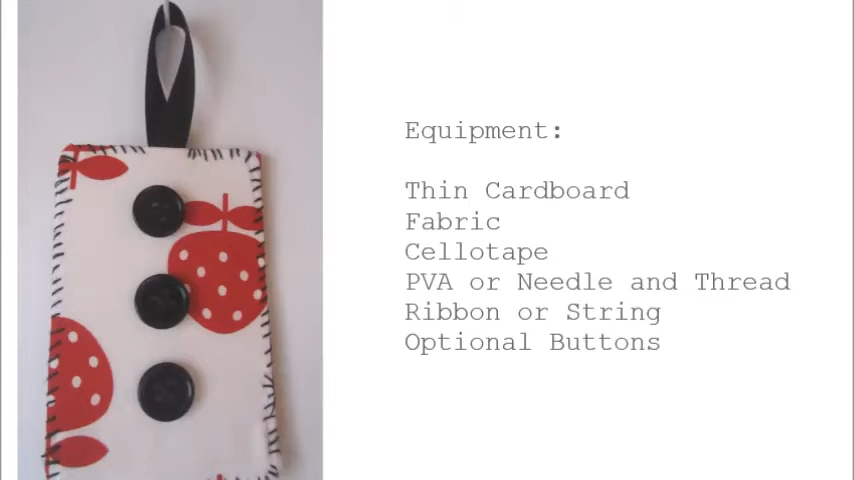 Equipment:
Thin Cardboard
Fabric
Cellotape
PVA or Needle and Thread
Ribbon or String
Optional Buttons